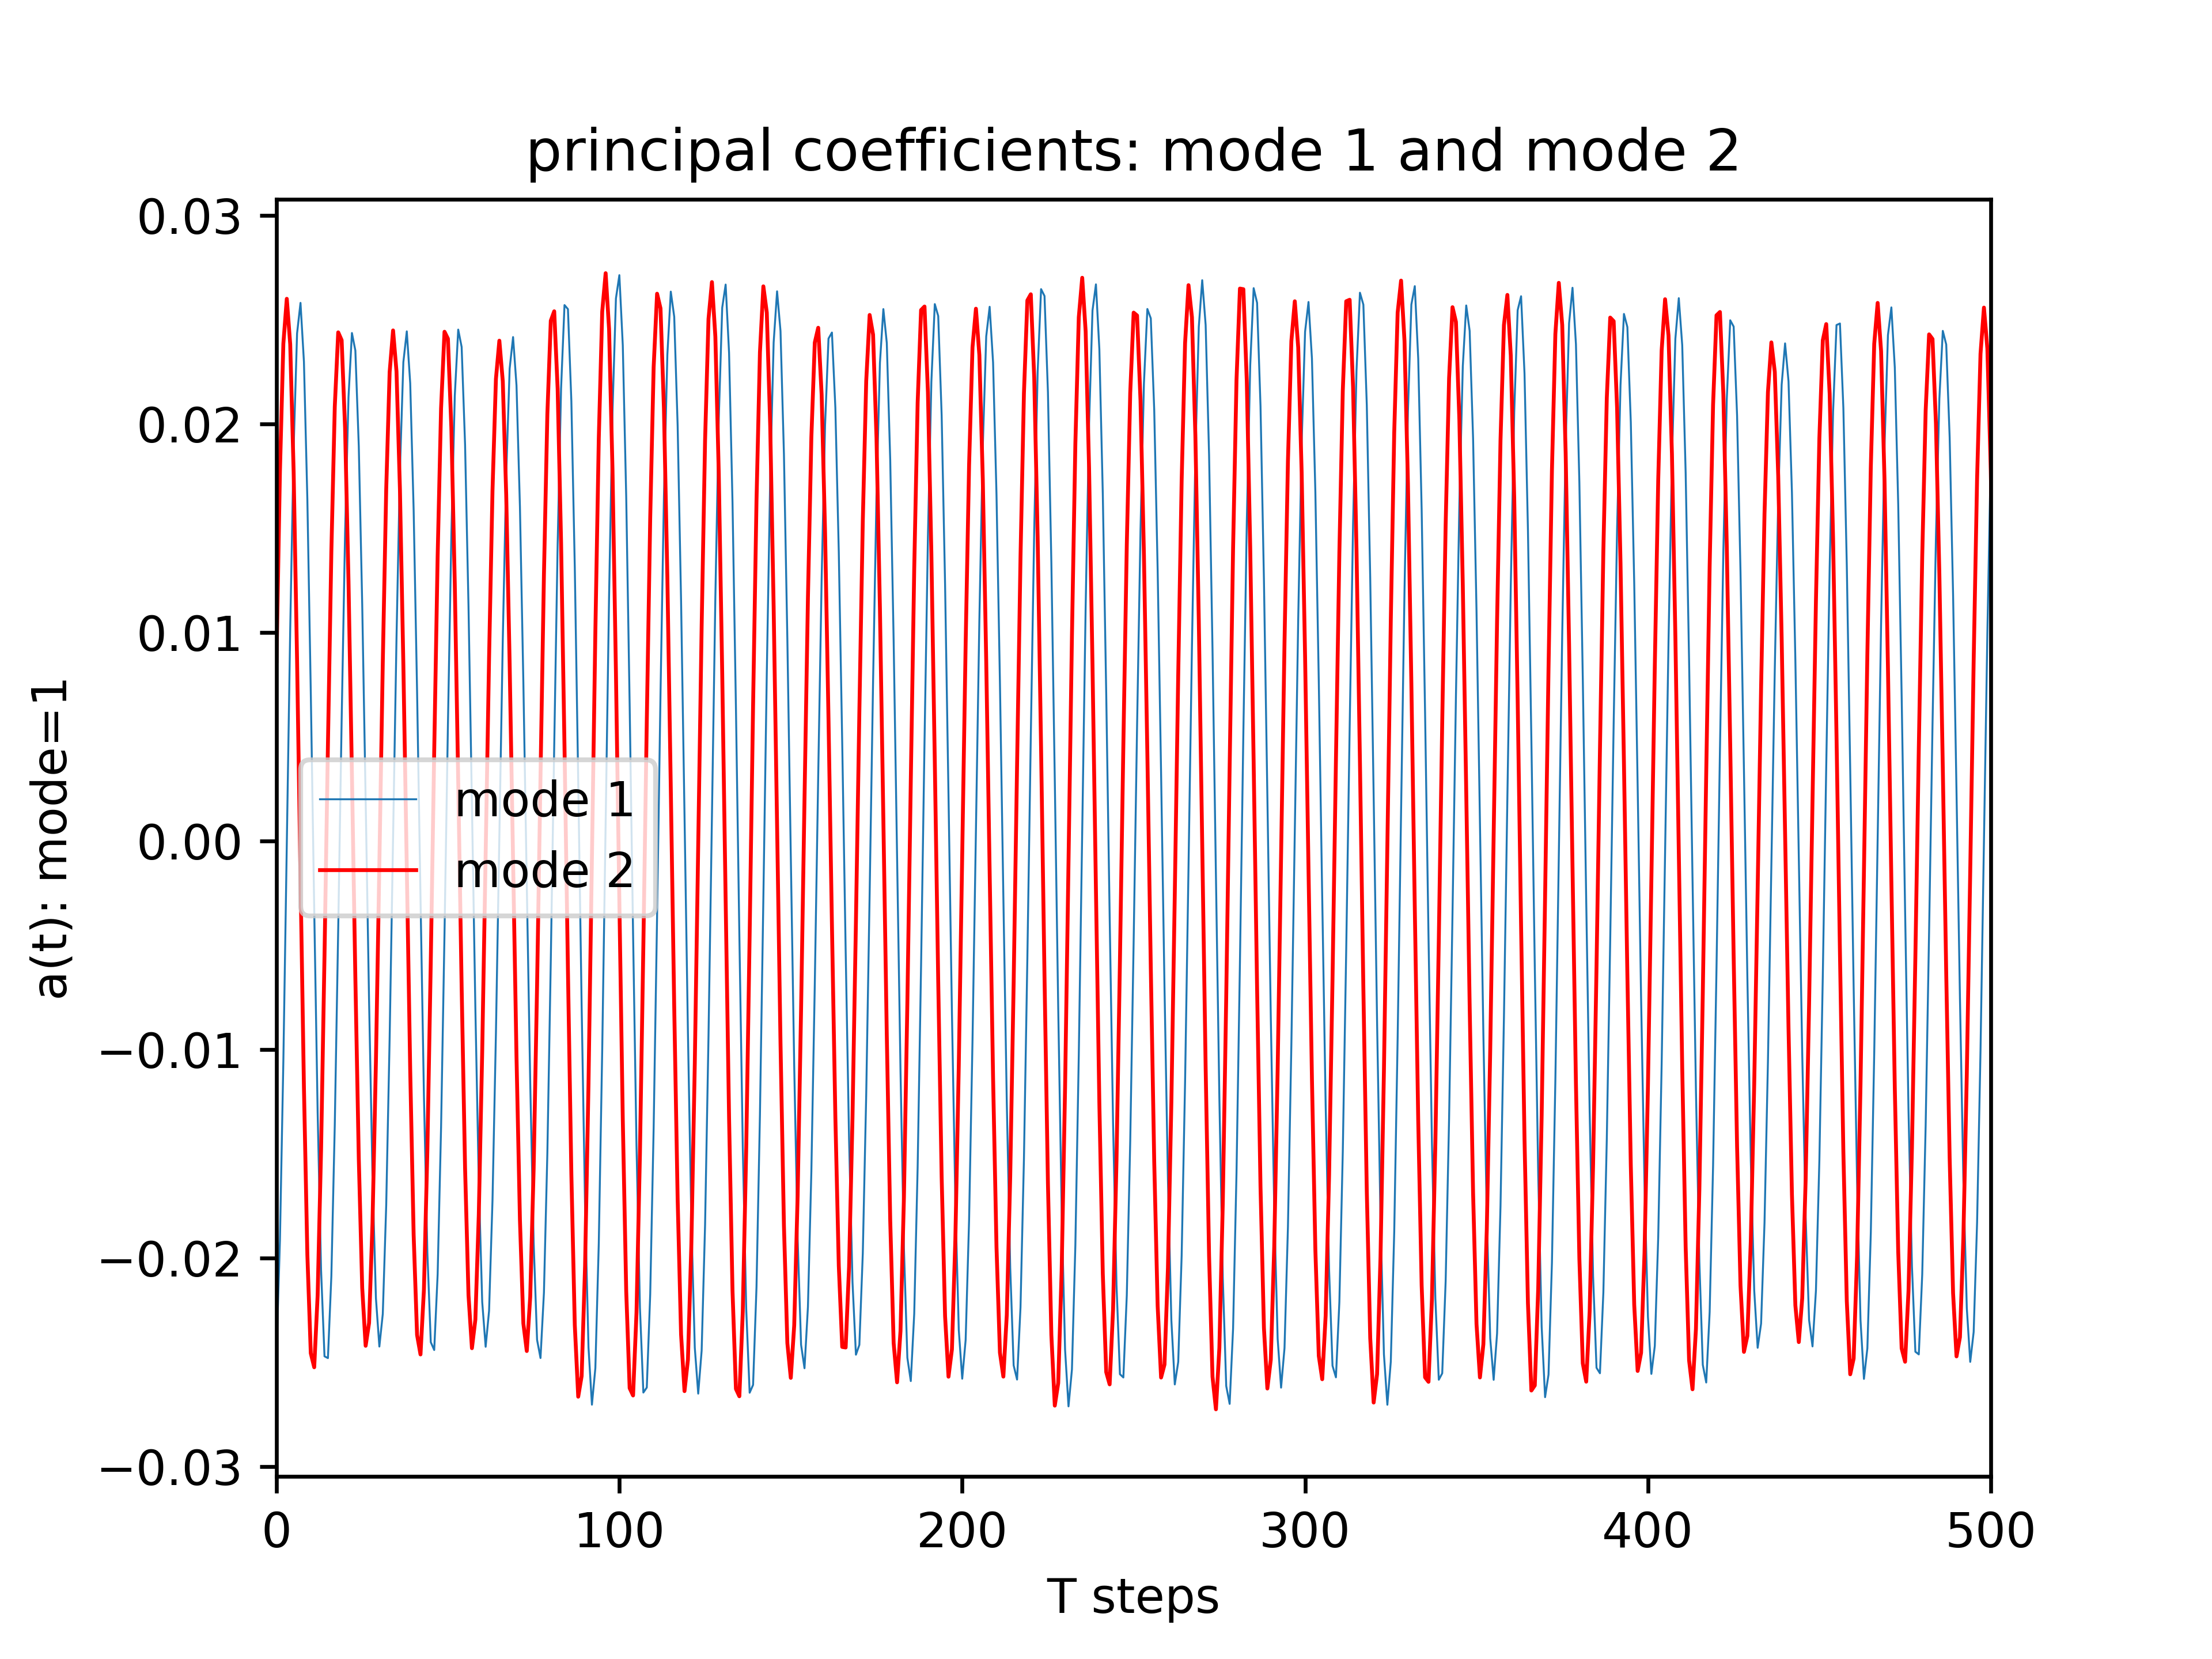 principal coefficients: mode 1 and mode 2
0.03
0.02
0.01
0.00
−0.01
−0.02
−0.03
a(t): mode=1
mode 1
mode 2
0 100 200 300 400 500
T steps